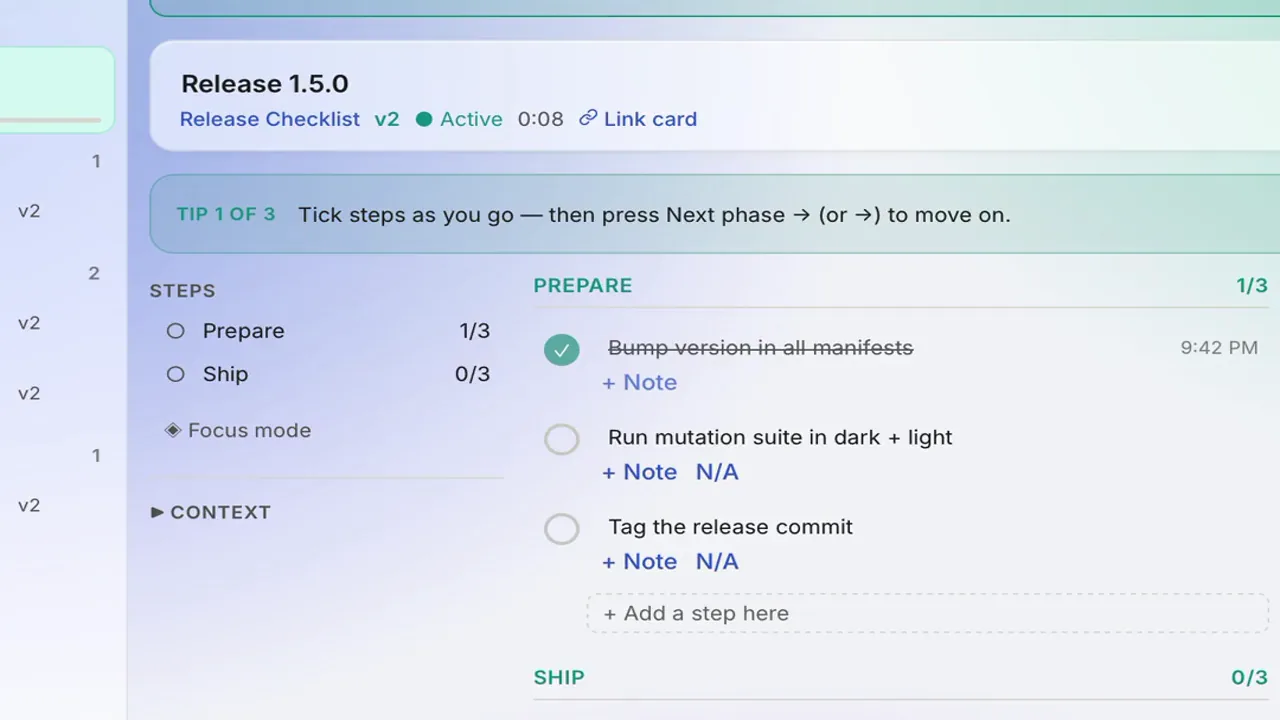 1
v2
2
v2
v2
1
v2
Release 1.5.0
Release Checklist v2 Active 0:08 Link card
TIP 1 OF 3 Tick steps as you go — then press Next phase → (or →) to move on.
STEPS
Prepare 1/3
Ship 0/3
◈ Focus mode
▸ CONTEXT
PREPARE 1/3
Bump version in all manifests 9:42 PM
+ Note
Run mutation suite in dark + light
+ Note N/A
Tag the release commit
+ Note N/A
+ Add a step here
SHIP 0/3